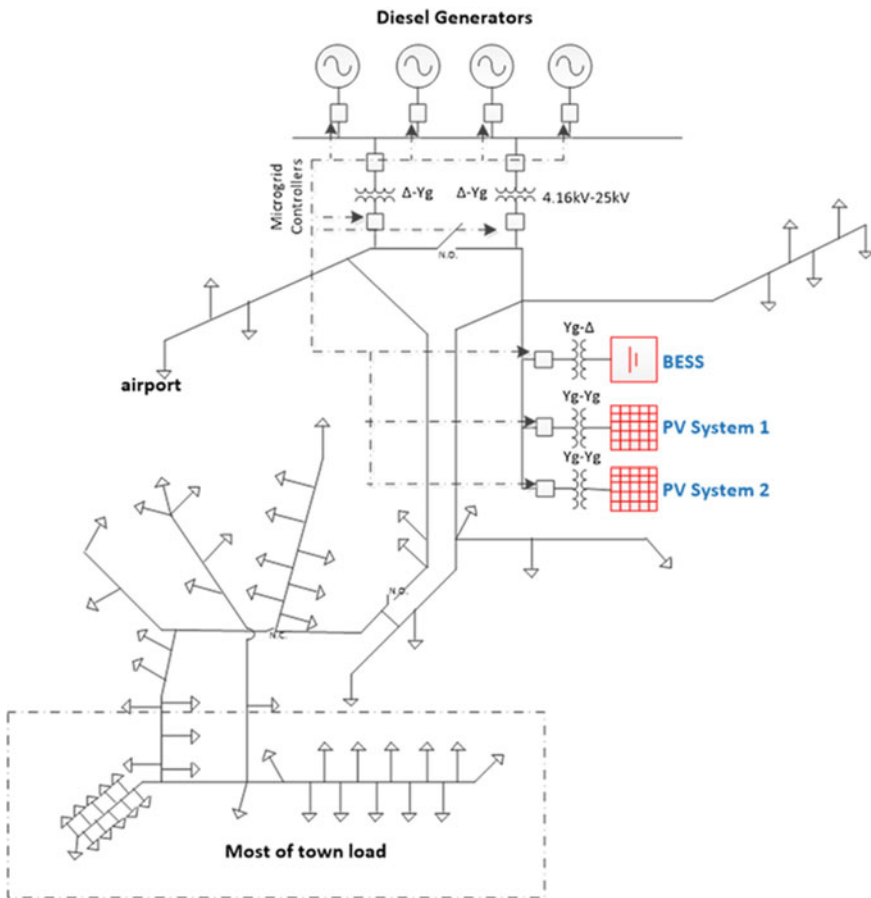 Diesel Generators
Microgrid
Controllers
Δ-Yg
Δ-Yg
4.16kV-25kV
N.O.
Yg-Δ
BESS
airport
Yg-Yg
PV System 1
Yg-Yg
PV System 2
N.O.
N.C.
Most of town load